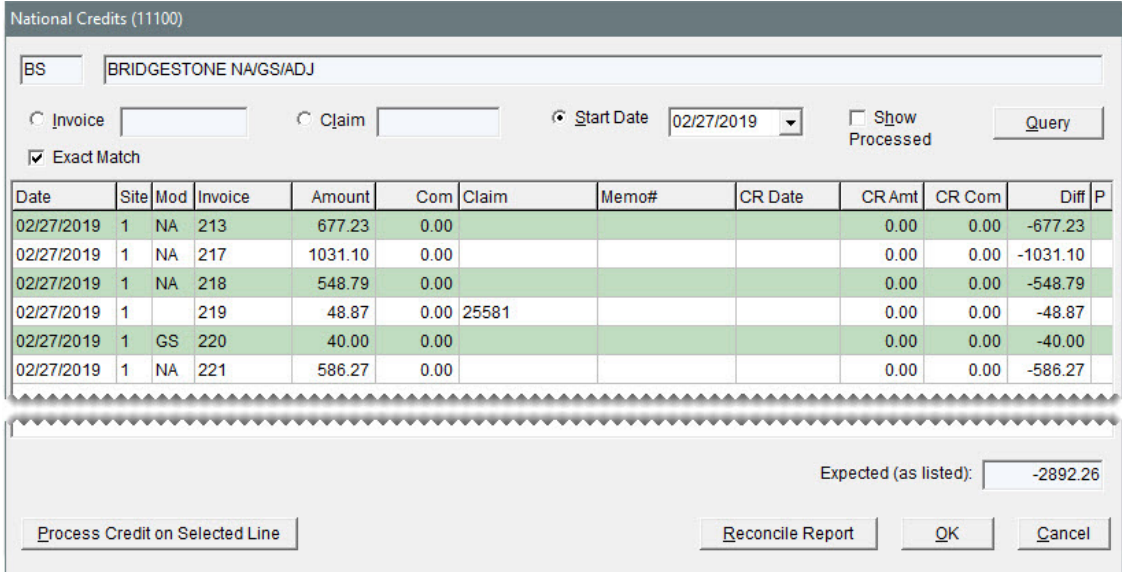 National Credits (11100)
BS BRIDGESTONE NA/GS/ADJ
Invoice Claim Start Date 02/27/2019 Show Processed Query
Exact Match
Date Site Mod Invoice Amount Com Claim Memo# CR Date CR Amt CR Com Diff P
02/27/2019 1 NA 213 677.23 0.00 0.00 0.00 -677.23
02/27/2019 1 NA 217 1031.10 0.00 0.00 0.00 -1031.10
02/27/2019 1 NA 218 548.79 0.00 0.00 0.00 -548.79
02/27/2019 1 219 48.87 0.00 25581 0.00 0.00 -48.87
02/27/2019 1 GS 220 40.00 0.00 0.00 0.00 -40.00
02/27/2019 1 NA 221 586.27 0.00 0.00 0.00 -586.27
Expected (as listed): -2892.26
Process Credit on Selected Line Reconcile Report OK Cancel